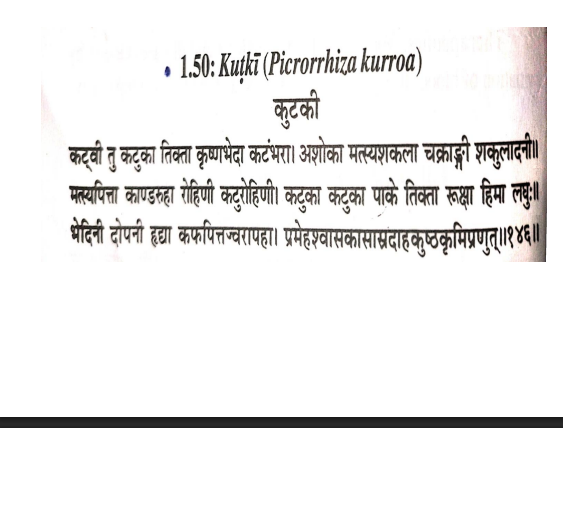 • 1.50: Kuṭkī (Picrorrhiza kurroa)
कुटकी
कट्वी तु कटुका तिक्ता कृष्णभेदा कटंभरा। अशोका मत्स्यशकला चक्राङ्गी शकुलादनी॥
मत्स्यपित्ता काण्डरुहा रोहिणी कटुरोहिणी। कटुका कटुका पाके तिक्ता रूक्षा हिमा लघुः॥
भेदिनी दोपनी हृद्या कफपित्तज्वरापहा। प्रमेहश्वासकासास्रदाहकुष्ठकृमिप्रणुत्॥१४६॥